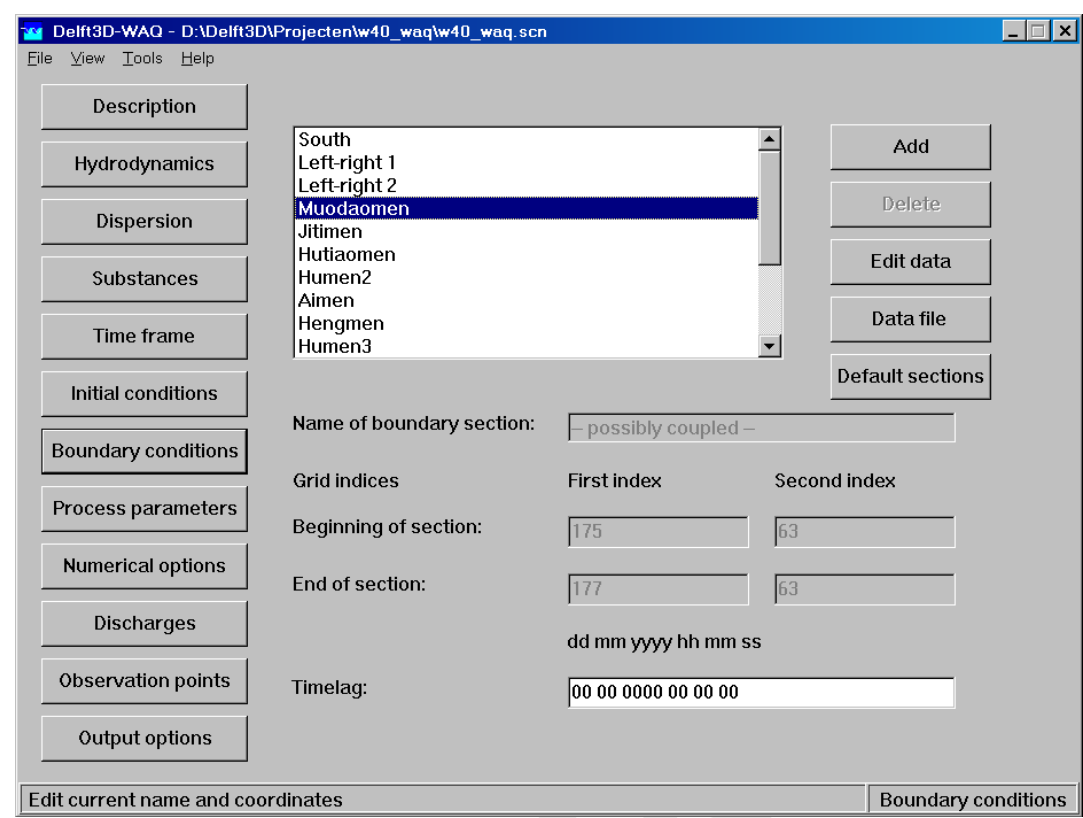 Delft3D-WAQ - D:\Delft3D\Projecten\w40_waq\w40_waq.scn
File View Tools Help
Description
Hydrodynamics
Dispersion
Substances
Time frame
Initial conditions
Boundary conditions
Process parameters
Numerical options
Discharges
Observation points
Output options
South
Left-right 1
Left-right 2
Muodaomen
Jitimen
Hutiaomen
Humen2
Aimen
Hengmen
Humen3
Add
Delete
Edit data
Data file
Default sections
Name of boundary section: – possibly coupled –
Grid indices First index Second index
Beginning of section: 175 63
End of section: 177 63
dd mm yyyy hh mm ss
Timelag: 00 00 0000 00 00 00
Edit current name and coordinates Boundary conditions